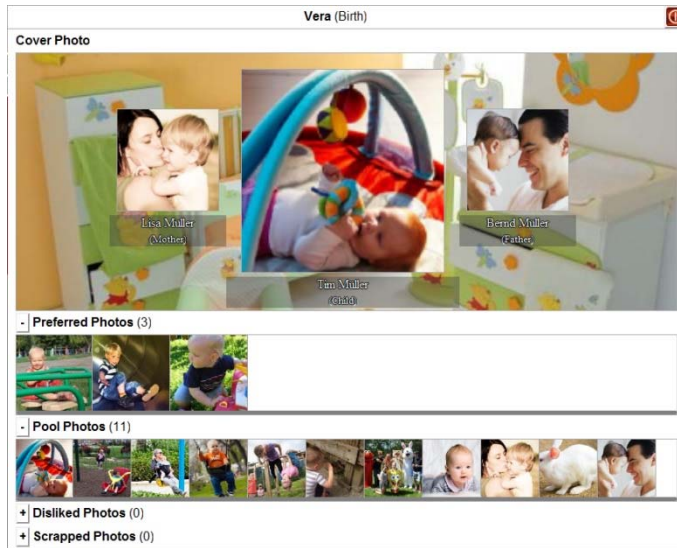 Vera (Birth)
Cover Photo
Lisa Muller
(Mother)
Bernd Muller
(Father)
Tim Muller
(Child)
- Preferred Photos (3)
- Pool Photos (11)
+ Disliked Photos (0)
+ Scrapped Photos (0)